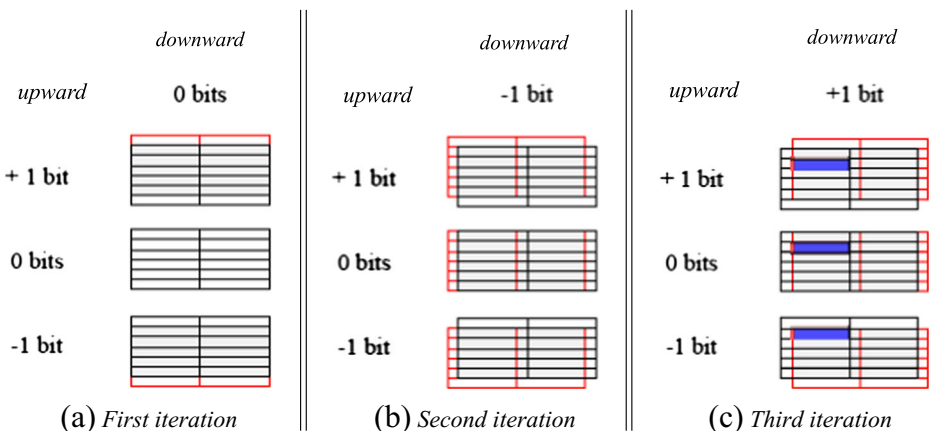 downward
upward
0 bits
+ 1 bit
0 bits
-1 bit
(a) First iteration
downward
upward
-1 bit
+ 1 bit
0 bits
-1 bit
(b) Second iteration
downward
upward
+1 bit
+ 1 bit
0 bits
-1 bit
(c) Third iteration